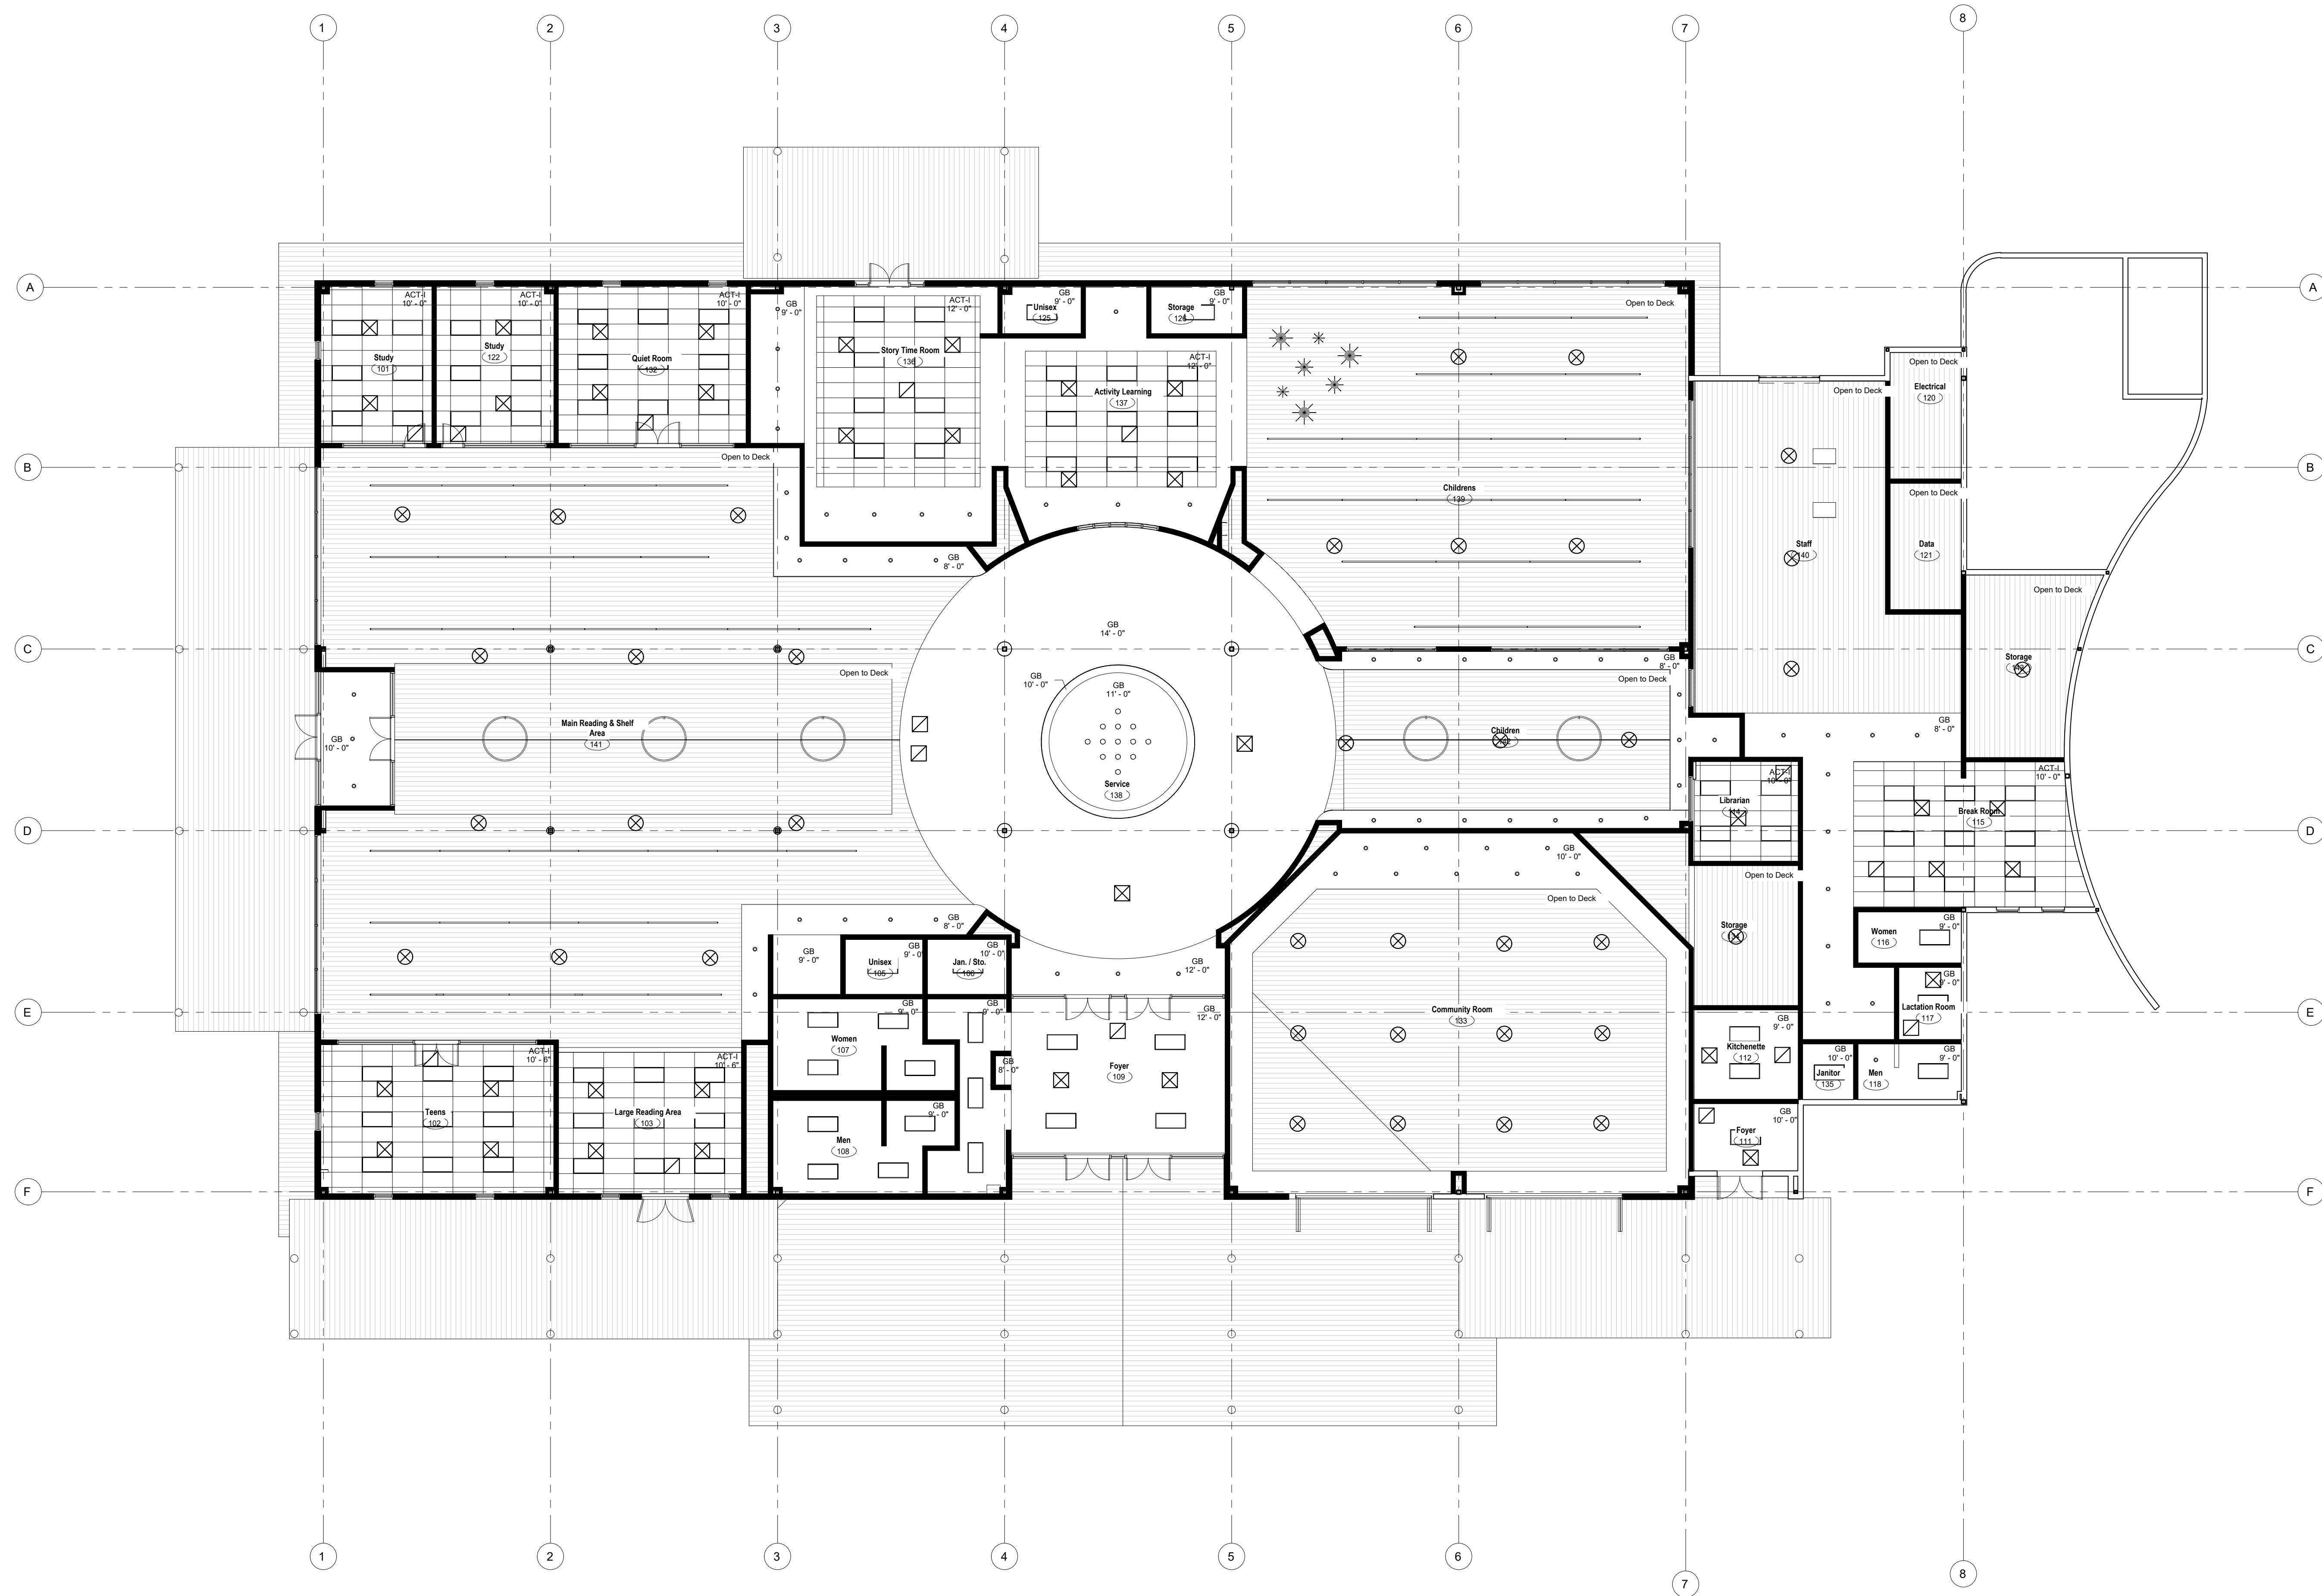 1
2
3
4
5
6
7
8
A
A
ACT-I
10' - 0"
ACT-I
10' - 0"
ACT-I
10' - 0"
GB
9' - 0"
ACT-I
12' - 0"
GB
9' - 0"
GB
9' - 0"
Open to Deck
Unisex
125
Storage
126
Study
101
Study
122
Quiet Room
132
Story Time Room
136
ACT-I
12' - 0"
Activity Learning
137
Open to Deck
Open to Deck
Electrical
120
B
B
Open to Deck
Childrens
139
Open to Deck
Staff
140
Data
121
GB
8' - 0"
Open to Deck
C
C
GB
14' - 0"
GB
8' - 0"
Storage
Open to Deck
GB
10' - 0"
GB
11' - 0"
Open to Deck
Main Reading & Shelf
Area
141
GB
10' - 0"
Children
GB
8' - 0"
Service
138
ACT-I
10' - 0"
Librarian
ACT-I
10' - 0"
Break Room
115
D
D
GB
10' - 0"
Open to Deck
Open to Deck
GB
8' - 0"
Storage
GB
9' - 0"
Women
116
GB
9' - 0"
GB
9' - 0"
Unisex
105
GB
10' - 0"
Jan. / Sto.
GB
12' - 0"
GB
9' - 0"
Lactation Room
117
E
E
GB
9' - 0"
GB
9' - 0"
GB
12' - 0"
Community Room
133
GB
9' - 0"
Kitchenette
112
Women
107
GB
8' - 0"
Foyer
109
GB
10' - 0"
Janitor
135
GB
9' - 0"
Men
118
ACT-I
10' - 6"
ACT-I
10' - 6"
Teens
102
Large Reading Area
103
GB
9' - 0"
Men
108
GB
10' - 0"
Foyer
111
F
F
1
2
3
4
5
6
7
8